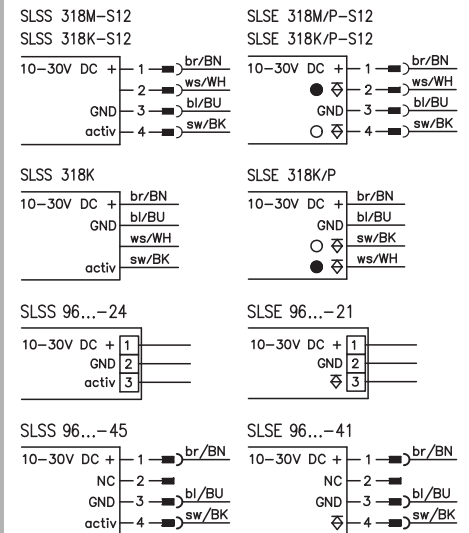 SLSS 318M-S12
SLSS 318K-S12
10-30V DC + 1 br/BN
2 ws/WH
GND 3 bl/BU
activ 4 sw/BK
SLSE 318M/P-S12
SLSE 318K/P-S12
10-30V DC + 1 br/BN
2 ws/WH
GND 3 bl/BU
4 sw/BK
SLSS 318K
10-30V DC + br/BN
GND bl/BU
ws/WH
activ sw/BK
SLSE 318K/P
10-30V DC + br/BN
GND bl/BU
sw/BK
ws/WH
SLSS 96...-24
10-30V DC + 1
GND 2
activ 3
SLSE 96...-21
10-30V DC + 1
GND 2
3
SLSS 96...-45
10-30V DC + 1 br/BN
NC 2
GND 3 bl/BU
activ 4 sw/BK
SLSE 96...-41
10-30V DC + 1 br/BN
NC 2
GND 3 bl/BU
4 sw/BK